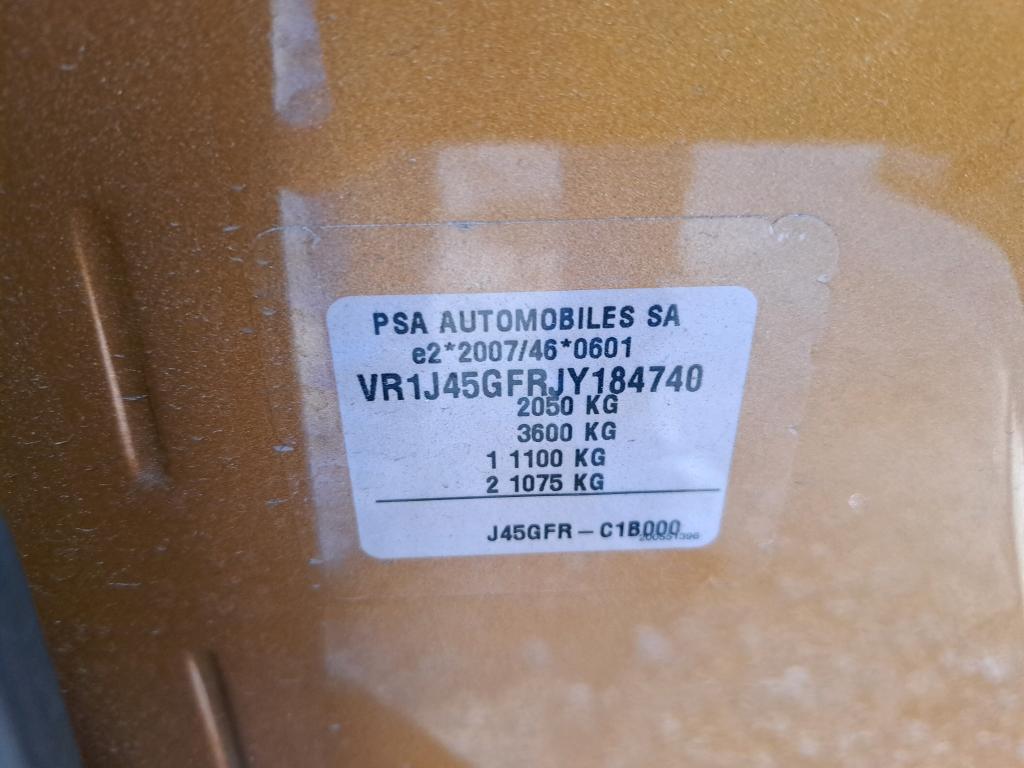 PSA AUTOMOBILES SA
e2*2007/46*0601
VR1J45GFRJY184740
2050 KG
3600 KG
1 1100 KG
2 1075 KG
J45GFR – C1B000